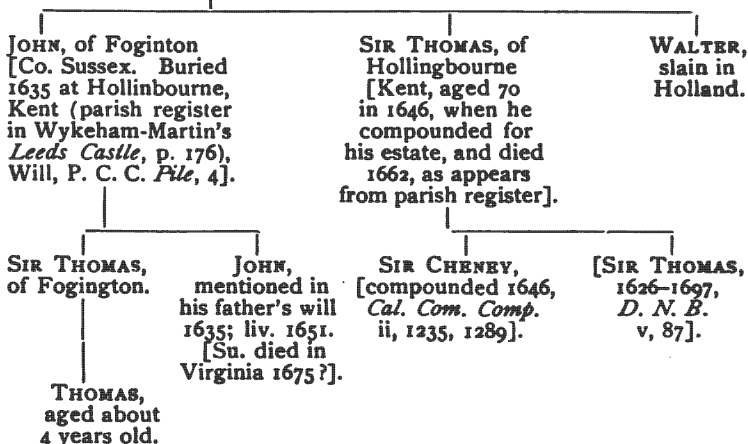 JOHN, of Foginton
[Co. Sussex. Buried
1635 at Hollinbourne,
Kent (parish register
in Wykeham-Martin's
Leeds Castle, p. 176),
Will, P. C. C. Pile, 4].
SIR THOMAS, of
Hollingbourne
[Kent, aged 70
in 1646, when he
compounded for
his estate, and died
1662, as appears
from parish register].
WALTER,
slain in
Holland.
SIR THOMAS,
of Fogington.
JOHN,
mentioned in
his father's will
1635; liv. 1651.
[Su. died in
Virginia 1675?].
SIR CHENEY,
[compounded 1646,
Cal. Com. Comp.
ii, 1235, 1289].
[SIR THOMAS,
1626–1697,
D. N. B.
v, 87].
THOMAS,
aged about
4 years old.